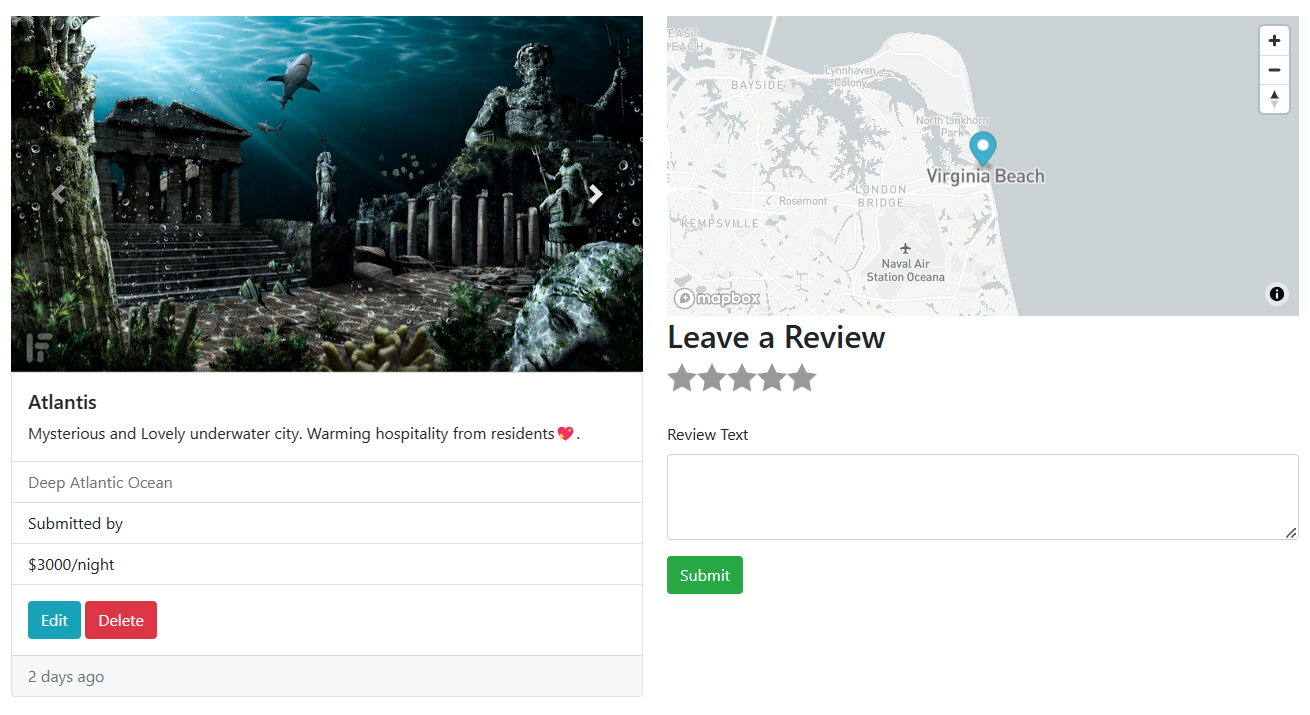 Atlantis
Mysterious and Lovely underwater city. Warming hospitality from residents💖.
Deep Atlantic Ocean
Submitted by
$3000/night
Edit Delete
2 days ago
EAST
BEACH
BAYSIDE
Lynnhaven
Colony
North Linkhorn
Park
Virginia Beach
LONDON
BRIDGE
Rosemont
KEMPSVILLE
Naval Air
Station Oceana
mapbox
Leave a Review
Review Text
Submit